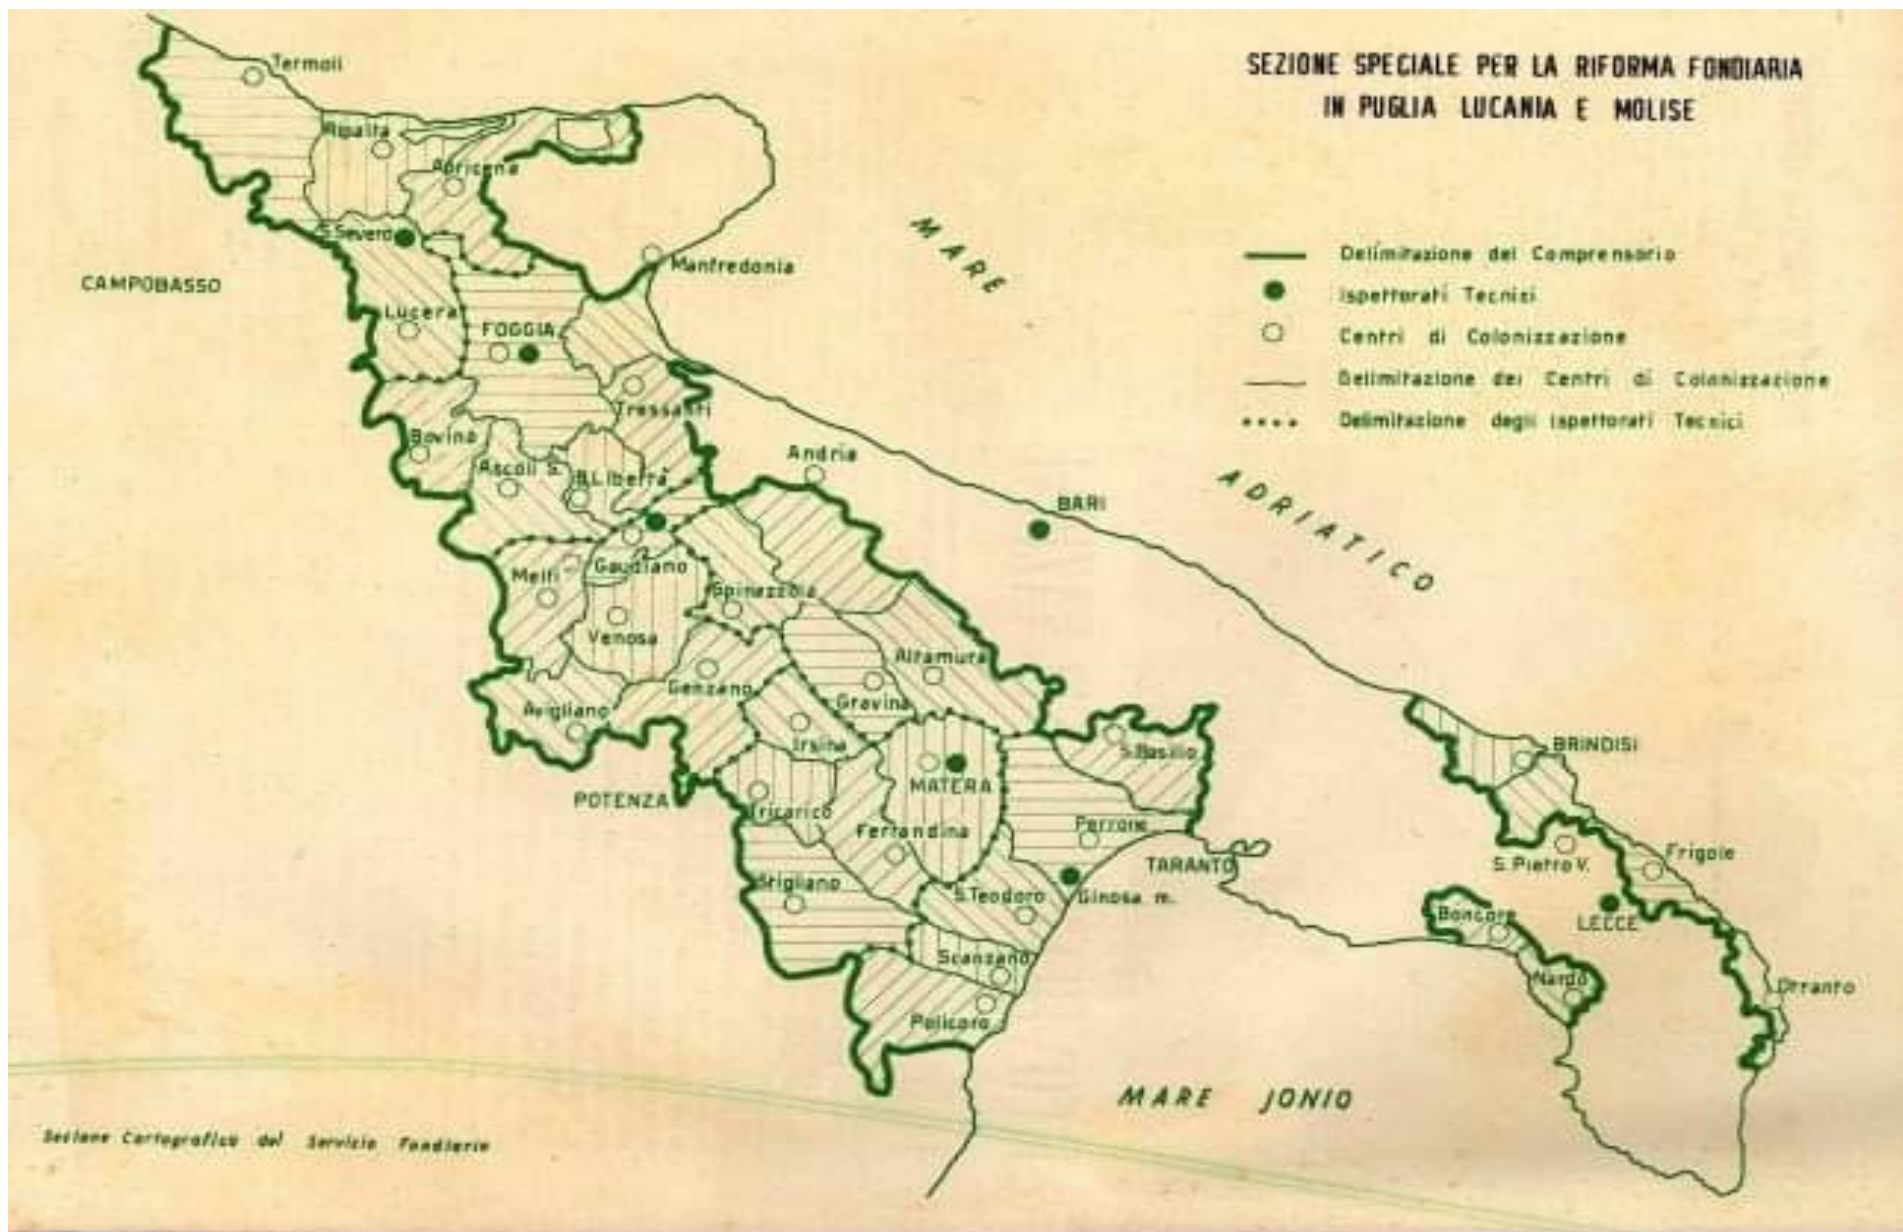 SEZIONE SPECIALE PER LA RIFORMA FONDIARIA
IN PUGLIA LUCANIA E MOLISE
Delimitazione del Comprensorio
Ispettorati Tecnisi
Centri di Colonizzazione
Delimitazione dei Centri di Colonizzazione
Delimitazione degli Ispettorati Tecnici
Termoli
Ripalta
Apricena
S. Severo
Manfredonia
CAMPOBASSO
Lucera
FOGGIA
Tressanti
Bovino
Ascoli S.
B. Libertà
Andria
BARI
MARE
ADRIATICO
Melfi
Gaudiano
Spinazzola
Venosa
Genzano
Altamura
Gravina
Avigliano
Irsina
S. Basilio
BRINDISI
POTENZA
MATERA
Tricarico
Ferrandina
Perrone
TARANTO
S. Pietro V.
Frigole
Stigliano
S. Teodoro
Ginosa m.
Boncore
LECCE
Scanzano
Nardò
Otranto
Policoro
MARE JONIO
Sezione Cartografica del Servizio Fondiario